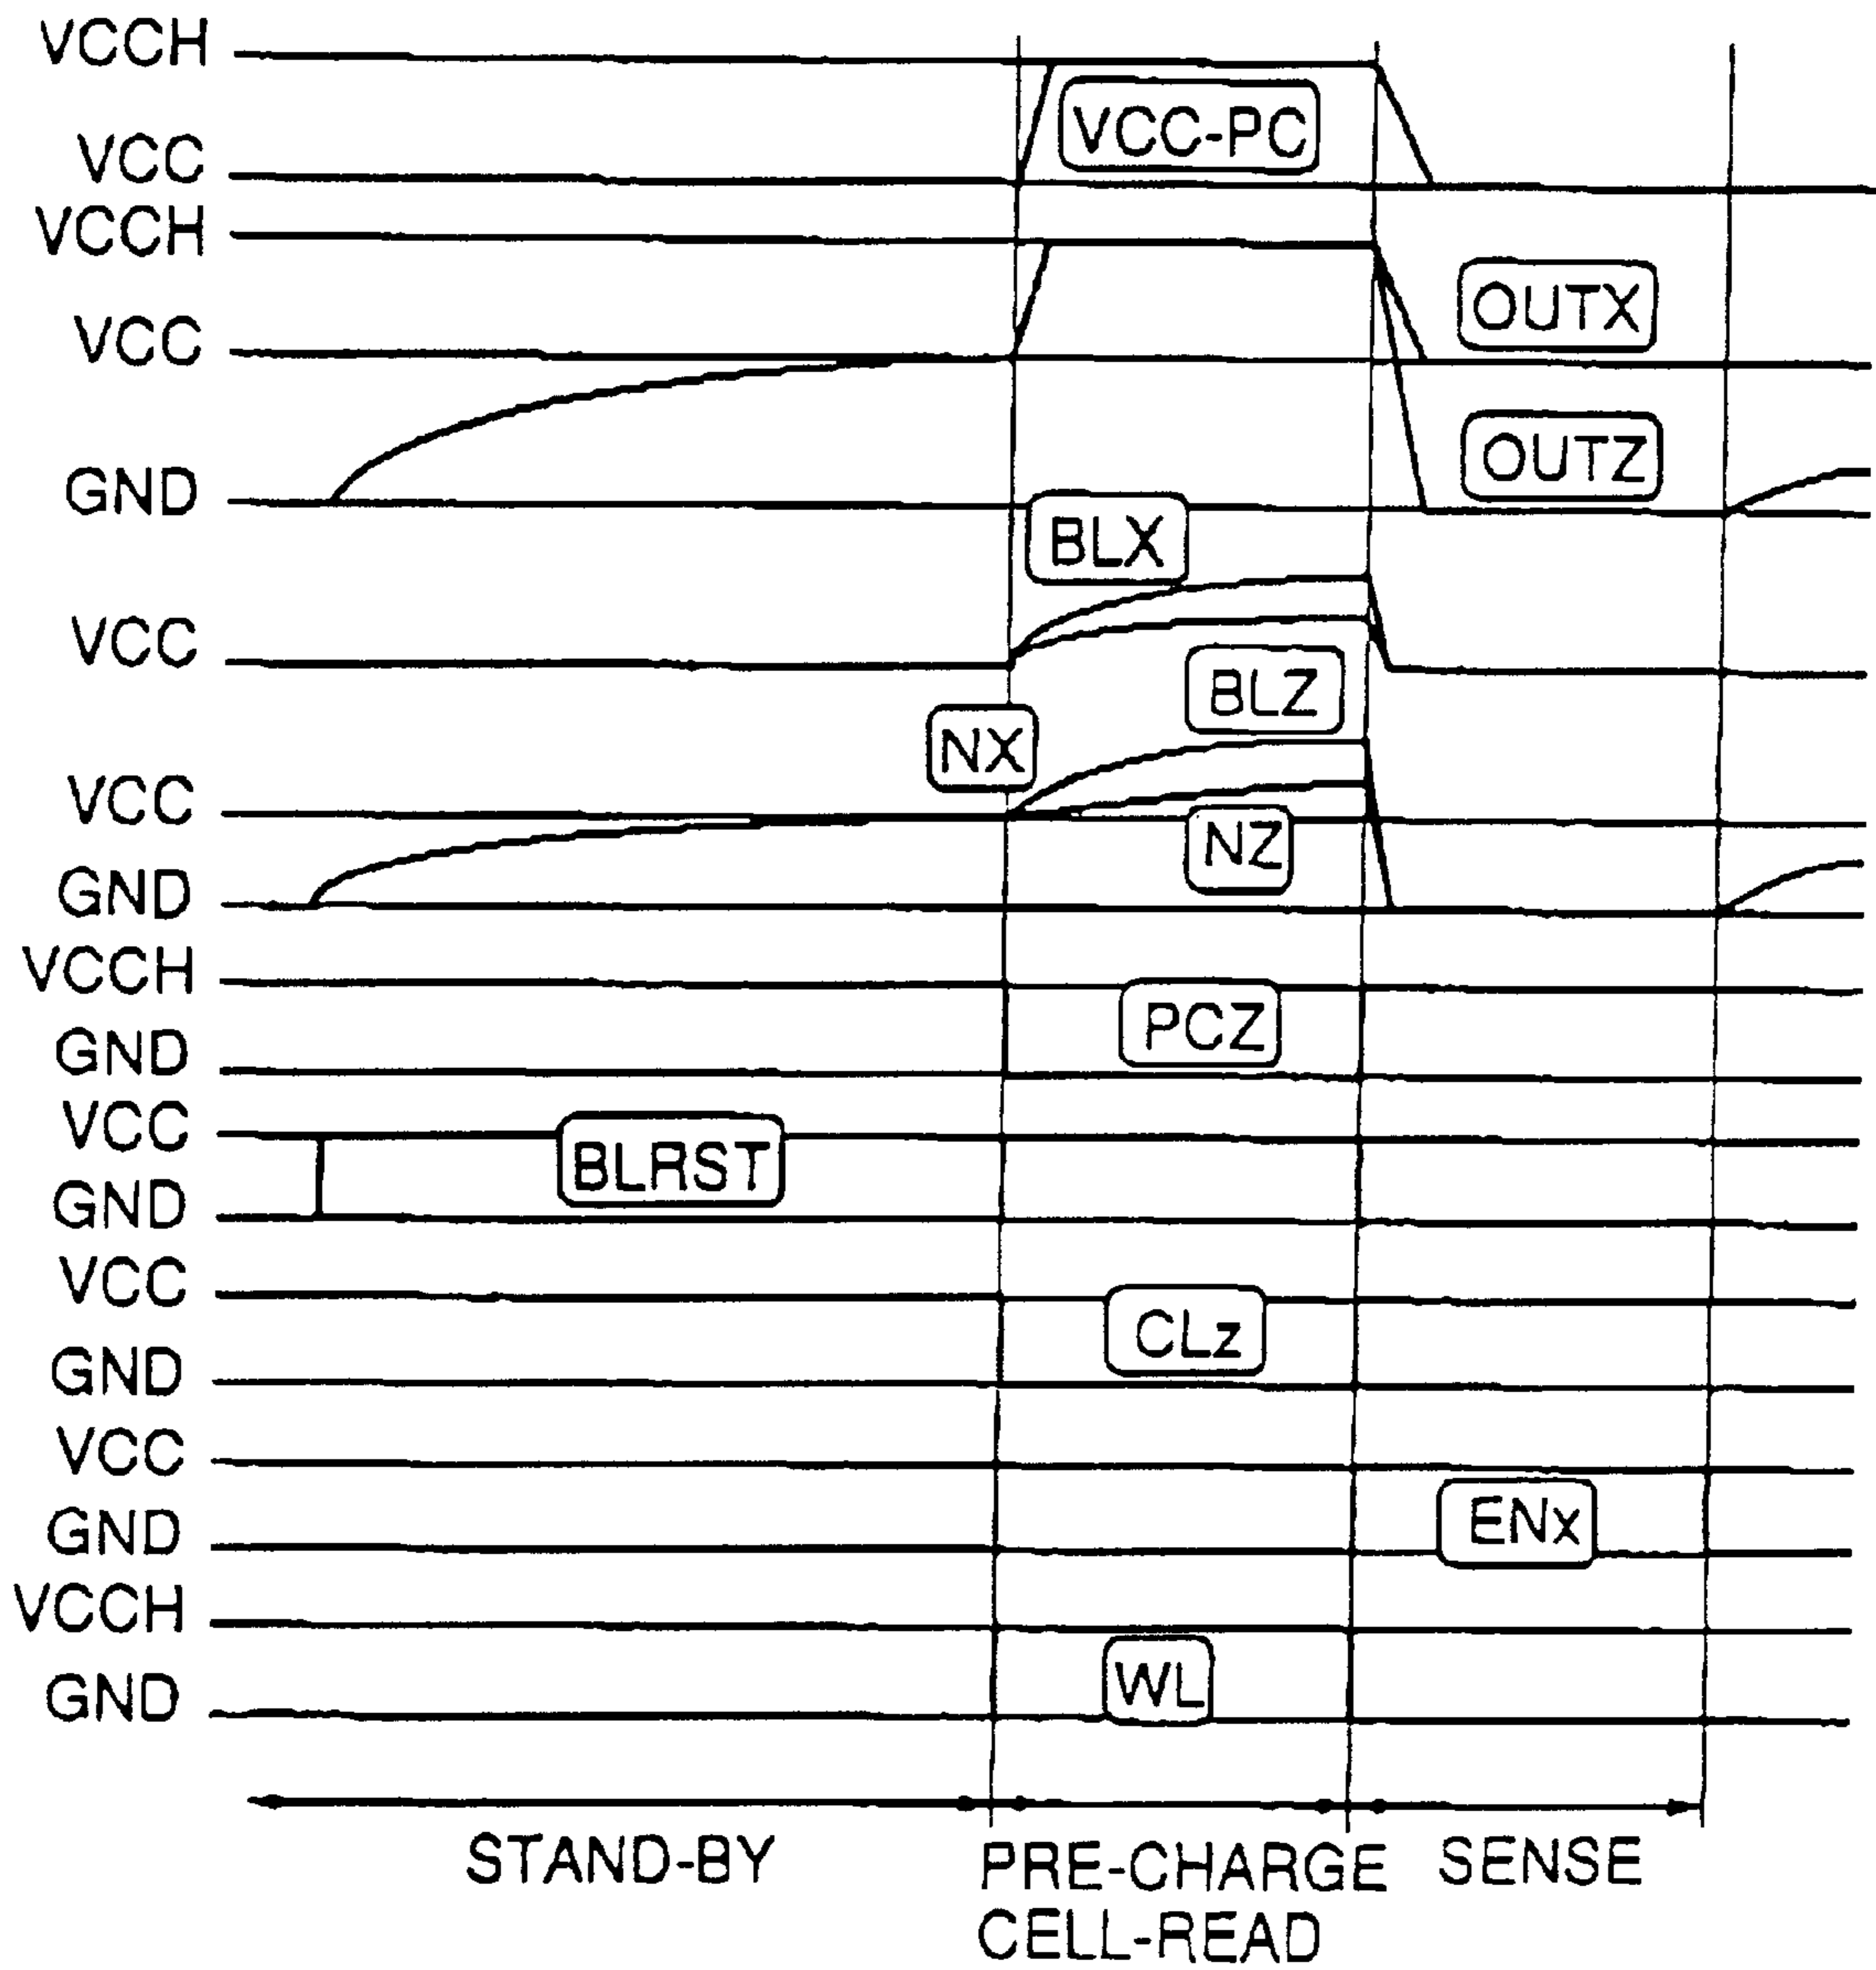 VCCH
VCC-PC
VCC
VCCH
OUTX
VCC
OUTZ
GND
BLX
VCC
BLZ
NX
VCC
NZ
GND
VCCH
PCZ
GND
VCC
BLRST
GND
VCC
CLz
GND
VCC
ENx
GND
VCCH
WL
GND
STAND-BY
PRE-CHARGE
CELL-READ
SENSE